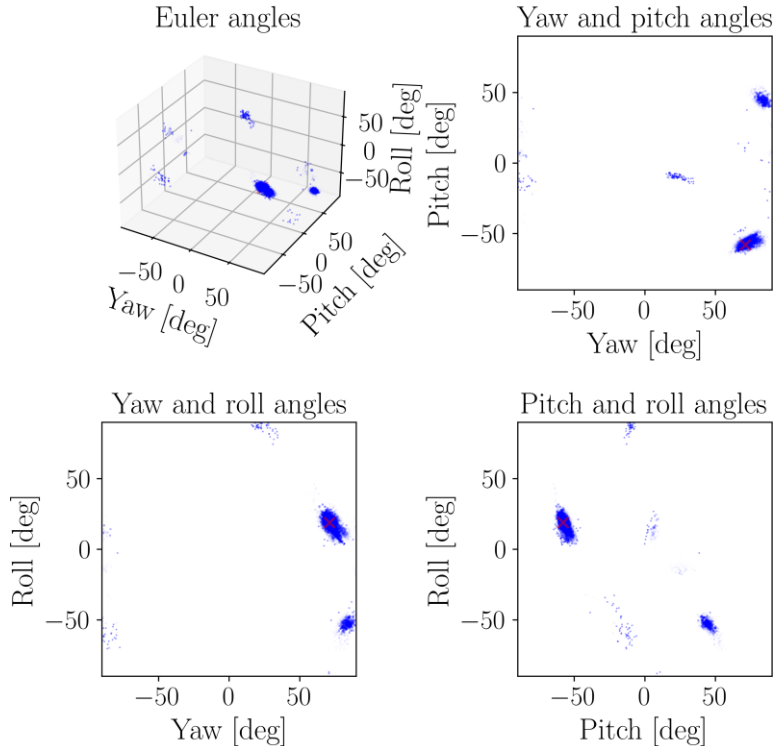 Euler angles
50
0
−50
Roll [deg]
−50
0
50
Yaw [deg]
−50
0
50
Pitch [deg]
Yaw and pitch angles
50
0
−50
Pitch [deg]
−50
0
50
Yaw [deg]
Yaw and roll angles
50
0
−50
Roll [deg]
−50
0
50
Yaw [deg]
Pitch and roll angles
50
0
−50
Roll [deg]
−50
0
50
Pitch [deg]